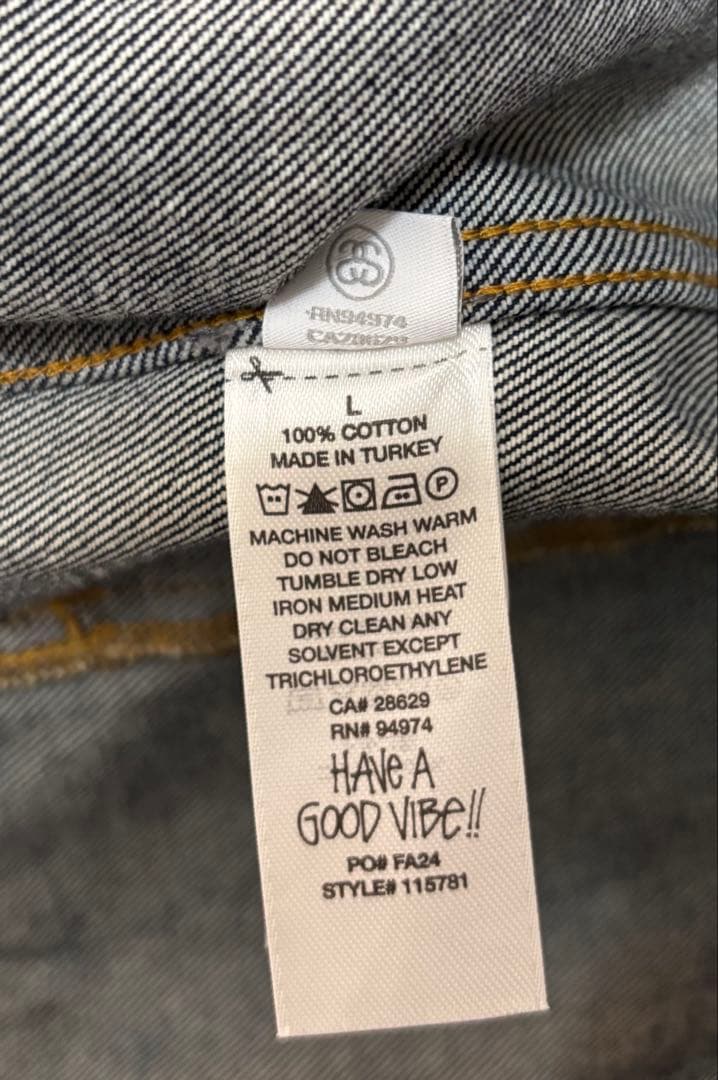 RN94974
L
100% COTTON
MADE IN TURKEY
P
MACHINE WASH WARM
DO NOT BLEACH
TUMBLE DRY LOW
IRON MEDIUM HEAT
DRY CLEAN ANY
SOLVENT EXCEPT
TRICHLOROETHYLENE
CA# 28629
RN# 94974
HAVE A
GOOD VIBE!!
PO# FA24
STYLE# 115781